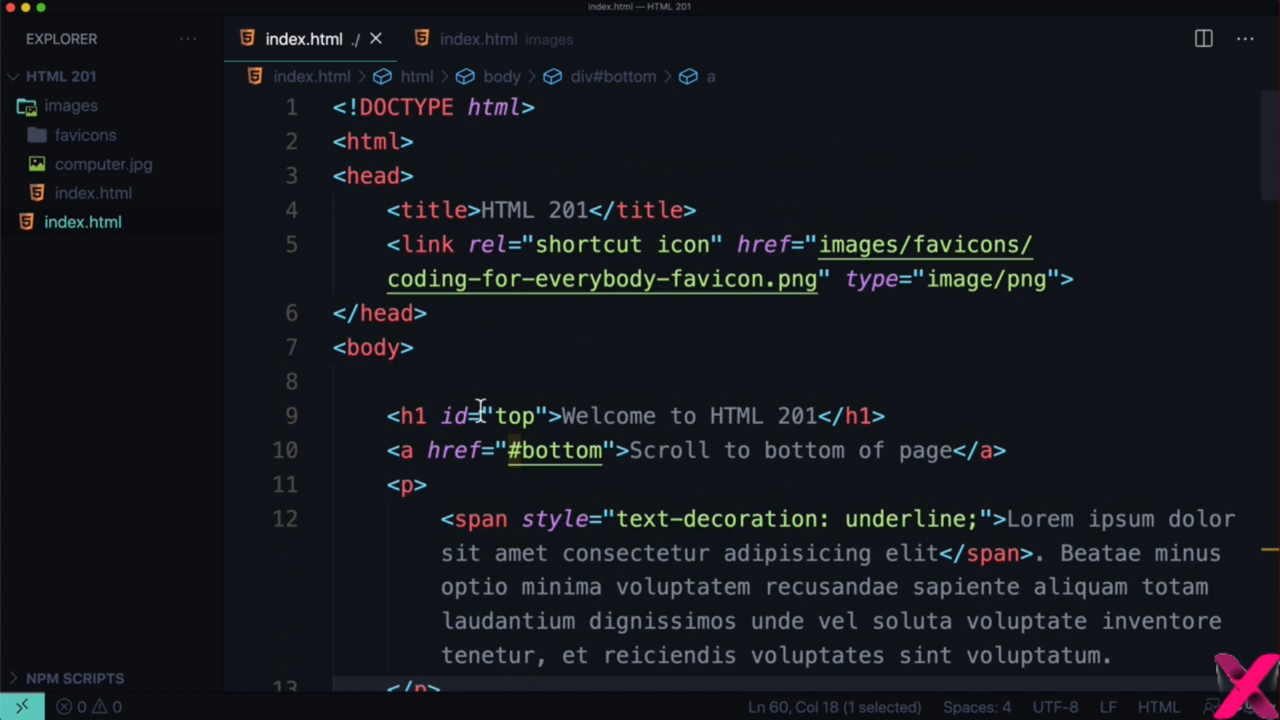 index.html — HTML 201
EXPLORER
index.html ./
index.html images
HTML 201
index.html > html > body > div#bottom > a
images
favicons
computer.jpg
index.html
index.html
1 <!DOCTYPE html>
2 <html>
3 <head>
4 <title>HTML 201</title>
5 <link rel="shortcut icon" href="images/favicons/
coding-for-everybody-favicon.png" type="image/png">
6 </head>
7 <body>
8
9 <h1 id="top">Welcome to HTML 201</h1>
10 <a href="#bottom">Scroll to bottom of page</a>
11 <p>
12 <span style="text-decoration: underline;">Lorem ipsum dolor
sit amet consectetur adipisicing elit</span>. Beatae minus
optio minima voluptatem recusandae sapiente aliquam totam
laudantium dignissimos unde vel soluta voluptate inventore
tenetur, et reiciendis voluptates sint voluptatum.
13 </p>
NPM SCRIPTS
0 0
Ln 60, Col 18 (1 selected) Spaces: 4 UTF-8 LF HTML
X